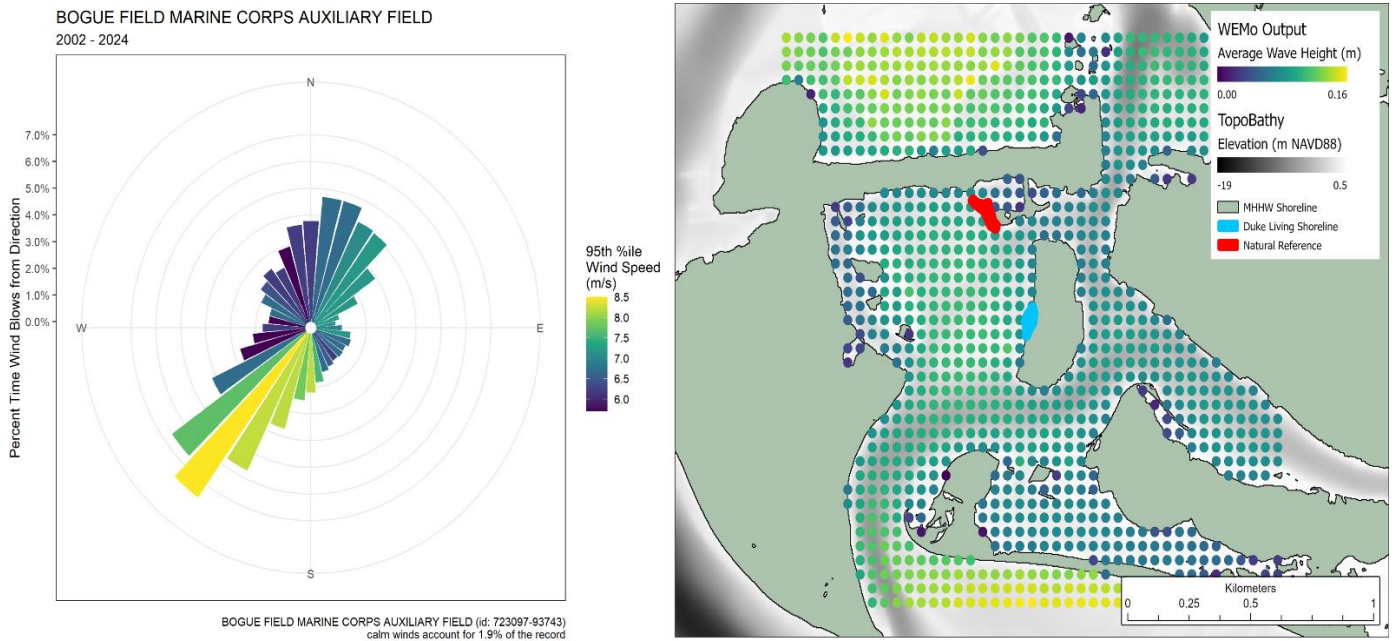 BOGUE FIELD MARINE CORPS AUXILIARY FIELD
2002 - 2024
Percent Time Wind Blows from Direction
7.0%
6.0%
5.0%
4.0%
3.0%
2.0%
1.0%
0.0%
N
W
E
S
95th %ile
Wind Speed
(m/s)
8.5
8.0
7.5
7.0
6.5
6.0
BOGUE FIELD MARINE CORPS AUXILIARY FIELD (id: 723097-93743)
calm winds account for 1.9% of the record
WEMo Output
Average Wave Height (m)
0.00 0.16
TopoBathy
Elevation (m NAVD88)
-19 0.5
MHHW Shoreline
Duke Living Shoreline
Natural Reference
Kilometers
0 0.25 0.5 1